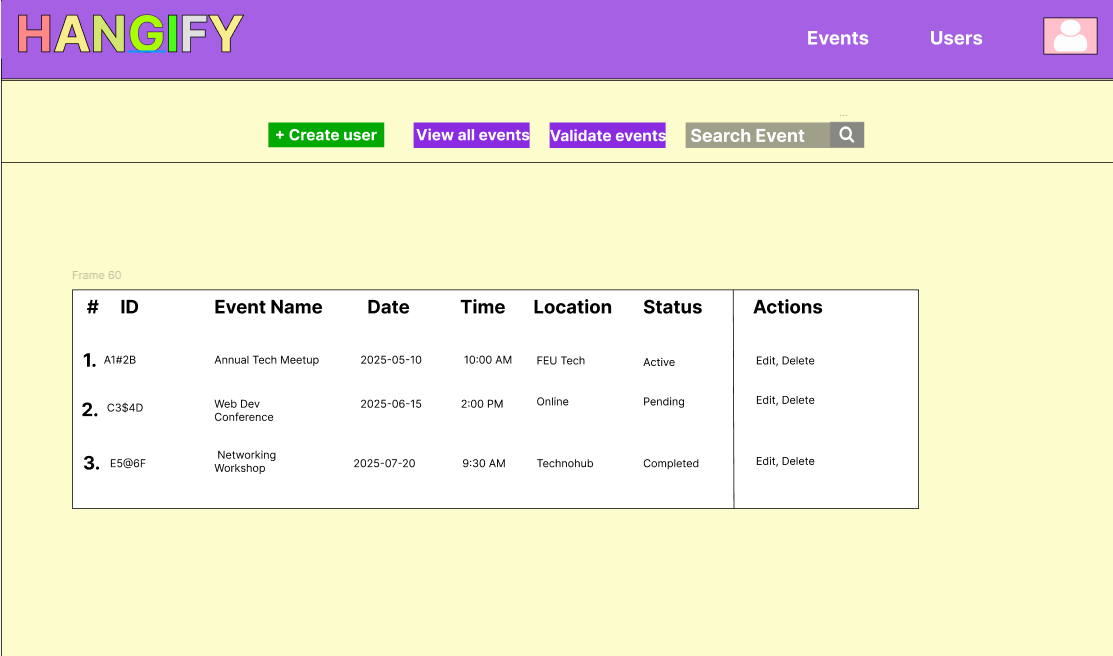 HANGIFY
Events Users
...
+ Create user View all events Validate events Search Event
Frame 60
# ID Event Name Date Time Location Status Actions
1. A1#2B Annual Tech Meetup 2025-05-10 10:00 AM FEU Tech Active Edit, Delete
2. C3$4D Web Dev Conference 2025-06-15 2:00 PM Online Pending Edit, Delete
3. E5@6F Networking Workshop 2025-07-20 9:30 AM Technohub Completed Edit, Delete